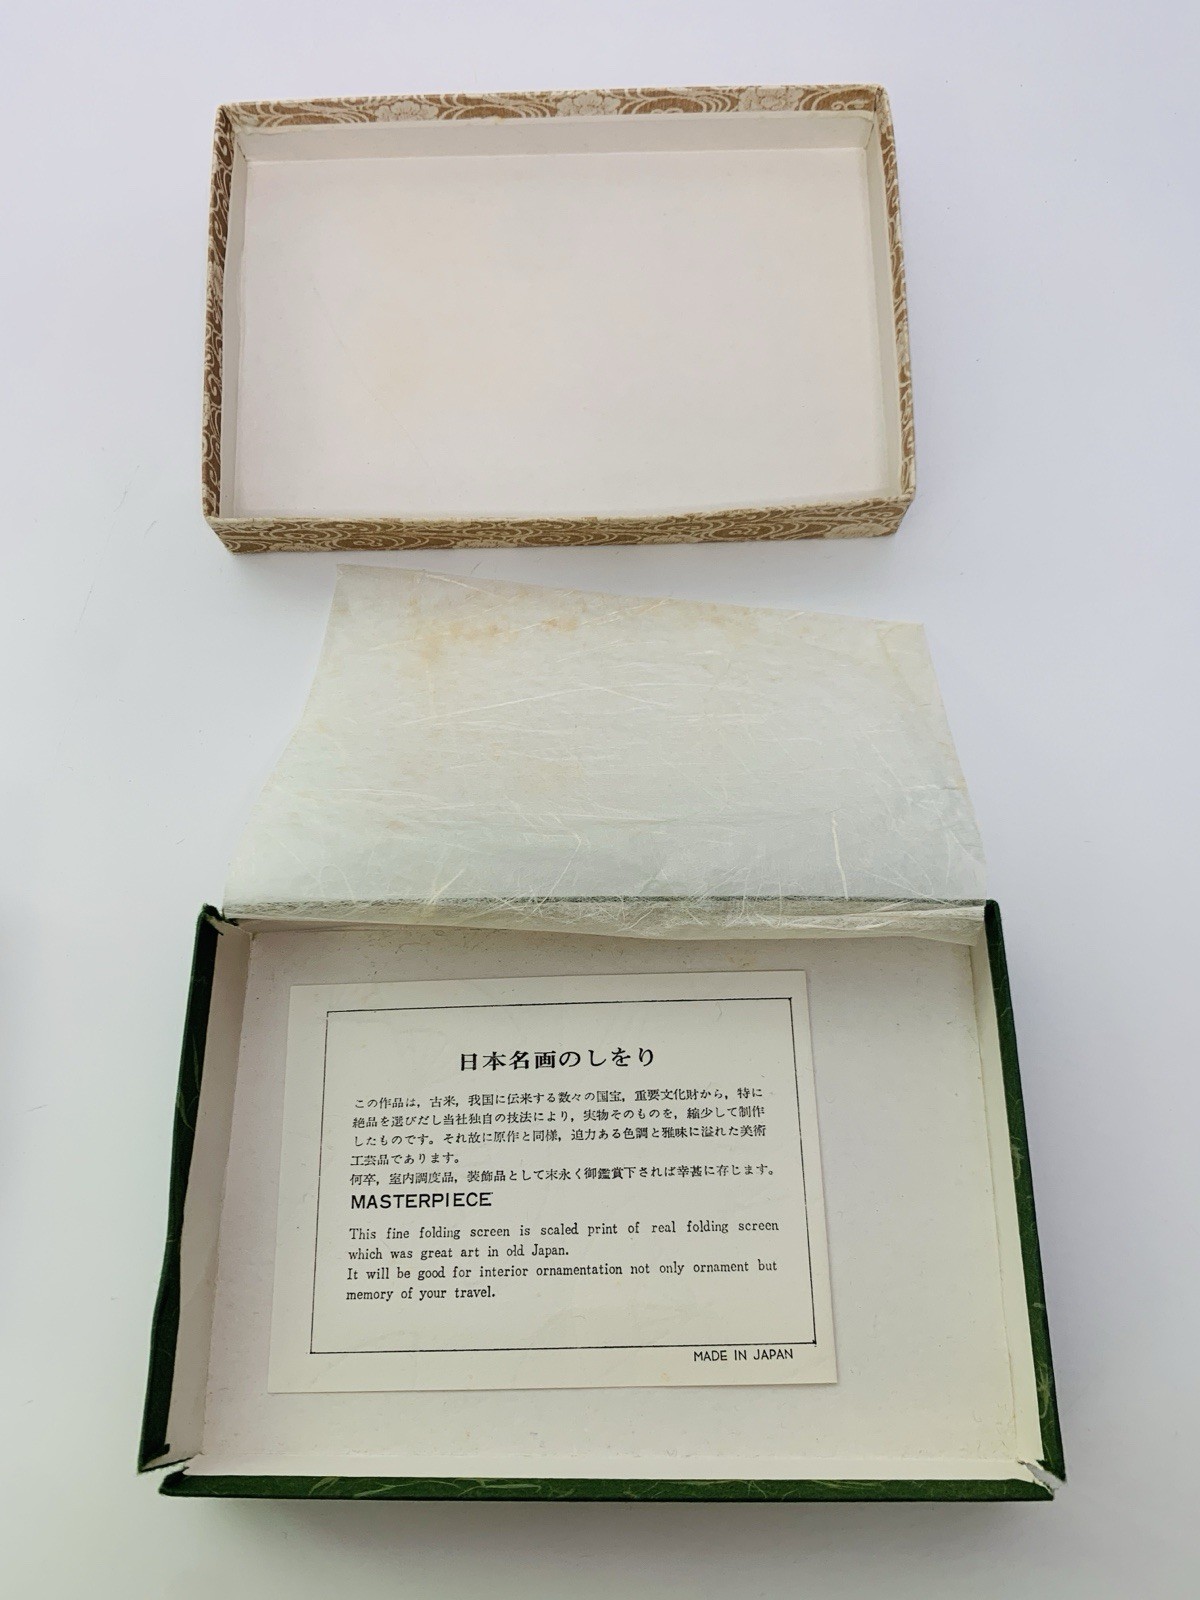 日本名画のしをり
この作品は，古来，我国に伝来する数々の国宝，重要文化財から，特に
絶品を選びだし当社独自の技法により，実物そのものを，縮少して制作
したものです。それ故に原作と同様，迫力ある色調と雅味に溢れた美術
工芸品であります。
何卒，室内調度品，装飾品として末永く御鑑賞下されば幸甚に存じます。
MASTERPIECE
This fine folding screen is scaled print of real folding screen
which was great art in old Japan.
It will be good for interior ornamentation not only ornament but
memory of your travel.
MADE IN JAPAN